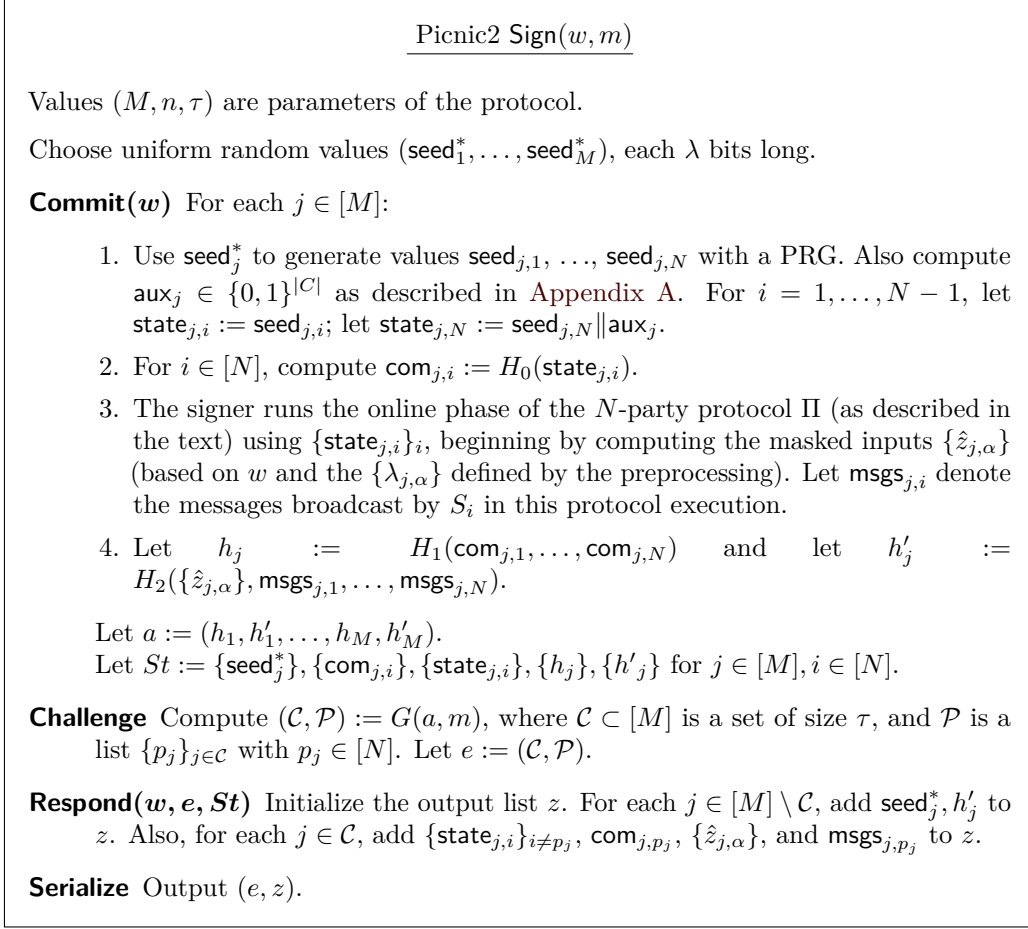 Picnic2 Sign(w, m)
Values (M, n, τ) are parameters of the protocol.
Choose uniform random values (seed*_1, . . . , seed*_M), each λ bits long.
Commit(w) For each j ∈ [M]:
1. Use seed*_j to generate values seed_{j,1}, . . ., seed_{j,N} with a PRG. Also compute
aux_j ∈ {0, 1}^{|C|} as described in Appendix A. For i = 1, . . . , N − 1, let
state_{j,i} := seed_{j,i}; let state_{j,N} := seed_{j,N}∥aux_j.
2. For i ∈ [N], compute com_{j,i} := H_0(state_{j,i}).
3. The signer runs the online phase of the N-party protocol Π (as described in
the text) using {state_{j,i}}_i, beginning by computing the masked inputs {ẑ_{j,α}}
(based on w and the {λ_{j,α}} defined by the preprocessing). Let msgs_{j,i} denote
the messages broadcast by S_i in this protocol execution.
4. Let h_j := H_1(com_{j,1}, . . . , com_{j,N}) and let h′_j :=
H_2({ẑ_{j,α}}, msgs_{j,1}, . . . , msgs_{j,N}).
Let a := (h_1, h′_1, . . . , h_M, h′_M).
Let St := {seed*_j}, {com_{j,i}}, {state_{j,i}}, {h_j}, {h′_j} for j ∈ [M], i ∈ [N].
Challenge Compute (𝒞, 𝒫) := G(a, m), where 𝒞 ⊂ [M] is a set of size τ, and 𝒫 is a
list {p_j}_{j∈𝒞} with p_j ∈ [N]. Let e := (𝒞, 𝒫).
Respond(w, e, St) Initialize the output list z. For each j ∈ [M] \ 𝒞, add seed*_j, h′_j to
z. Also, for each j ∈ 𝒞, add {state_{j,i}}_{i≠p_j}, com_{j,p_j}, {ẑ_{j,α}}, and msgs_{j,p_j} to z.
Serialize Output (e, z).